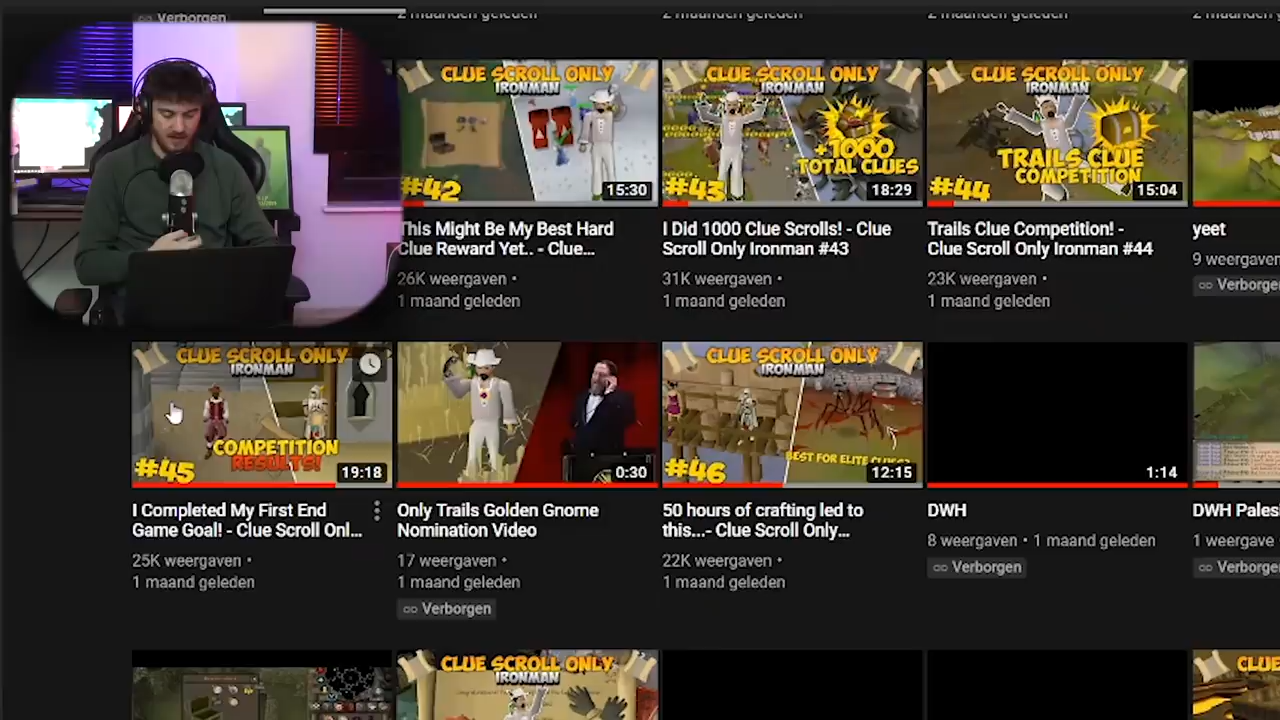 Verborgen
2 maanden geleden
2 maanden geleden
2 maanden geleden
2 maanden geleden
CLUE SCROLL ONLY
IRONMAN
#42
15:30
CLUE SCROLL ONLY
IRONMAN
+1000
TOTAL CLUES
#43
18:29
CLUE SCROLL ONLY
IRONMAN
TRAILS CLUE
COMPETITION
#44
15:04
This Might Be My Best Hard
Clue Reward Yet.. - Clue...
26K weergaven •
1 maand geleden
I Did 1000 Clue Scrolls! - Clue
Scroll Only Ironman #43
31K weergaven •
1 maand geleden
Trails Clue Competition! -
Clue Scroll Only Ironman #44
23K weergaven •
1 maand geleden
yeet
9 weergaven
Verborge
CLUE SCROLL ONLY
IRONMAN
COMPETITION
RESULTS!
#45
19:18
0:30
CLUE SCROLL ONLY
IRONMAN
BEST FOR ELITE CLUES?
#46
12:15
1:14
I Completed My First End
Game Goal! - Clue Scroll Onl...
25K weergaven •
1 maand geleden
Only Trails Golden Gnome
Nomination Video
17 weergaven •
1 maand geleden
Verborgen
50 hours of crafting led to
this...- Clue Scroll Only...
22K weergaven •
1 maand geleden
DWH
8 weergaven • 1 maand geleden
Verborgen
DWH Pales
1 weergave
Verborge
CLUE SCROLL ONLY
IRONMAN
CLUE